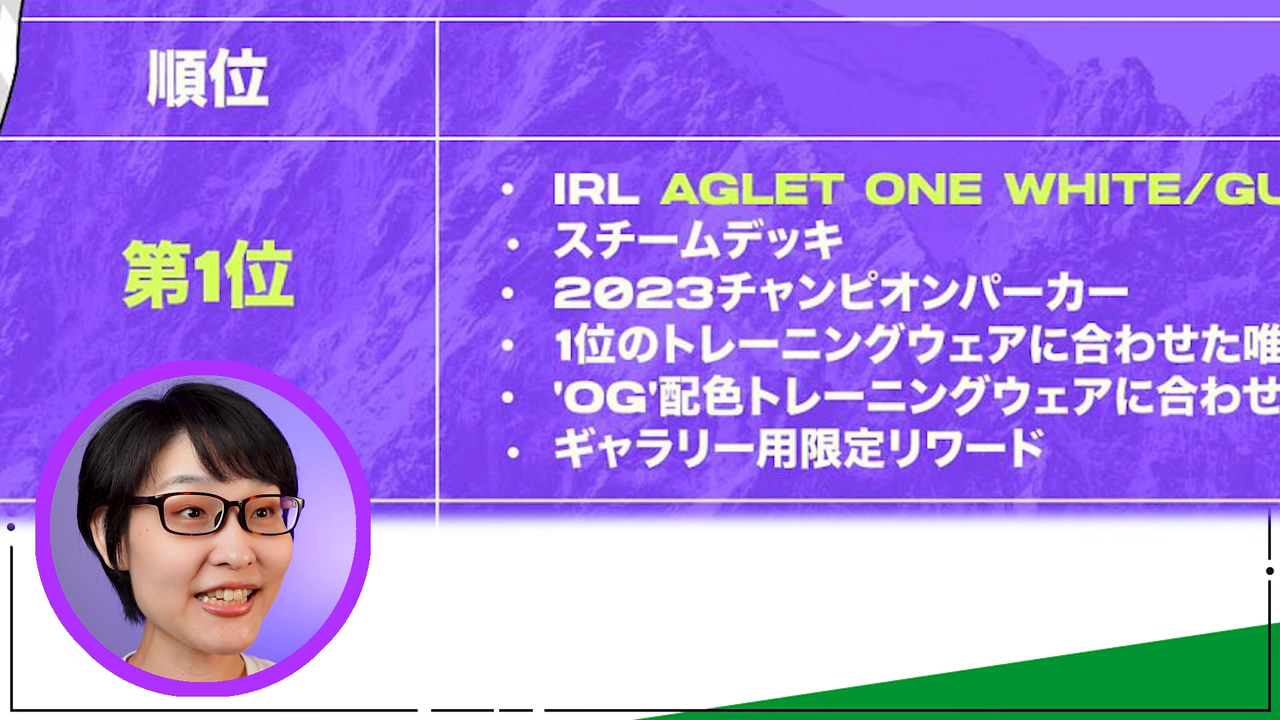 順位
第1位
• IRL AGLET ONE WHITE/GU
• スチームデッキ
• 2023チャンピオンパーカー
• 1位のトレーニングウェアに合わせた唯
• 'OG'配色トレーニングウェアに合わせ
• ギャラリー用限定リワード